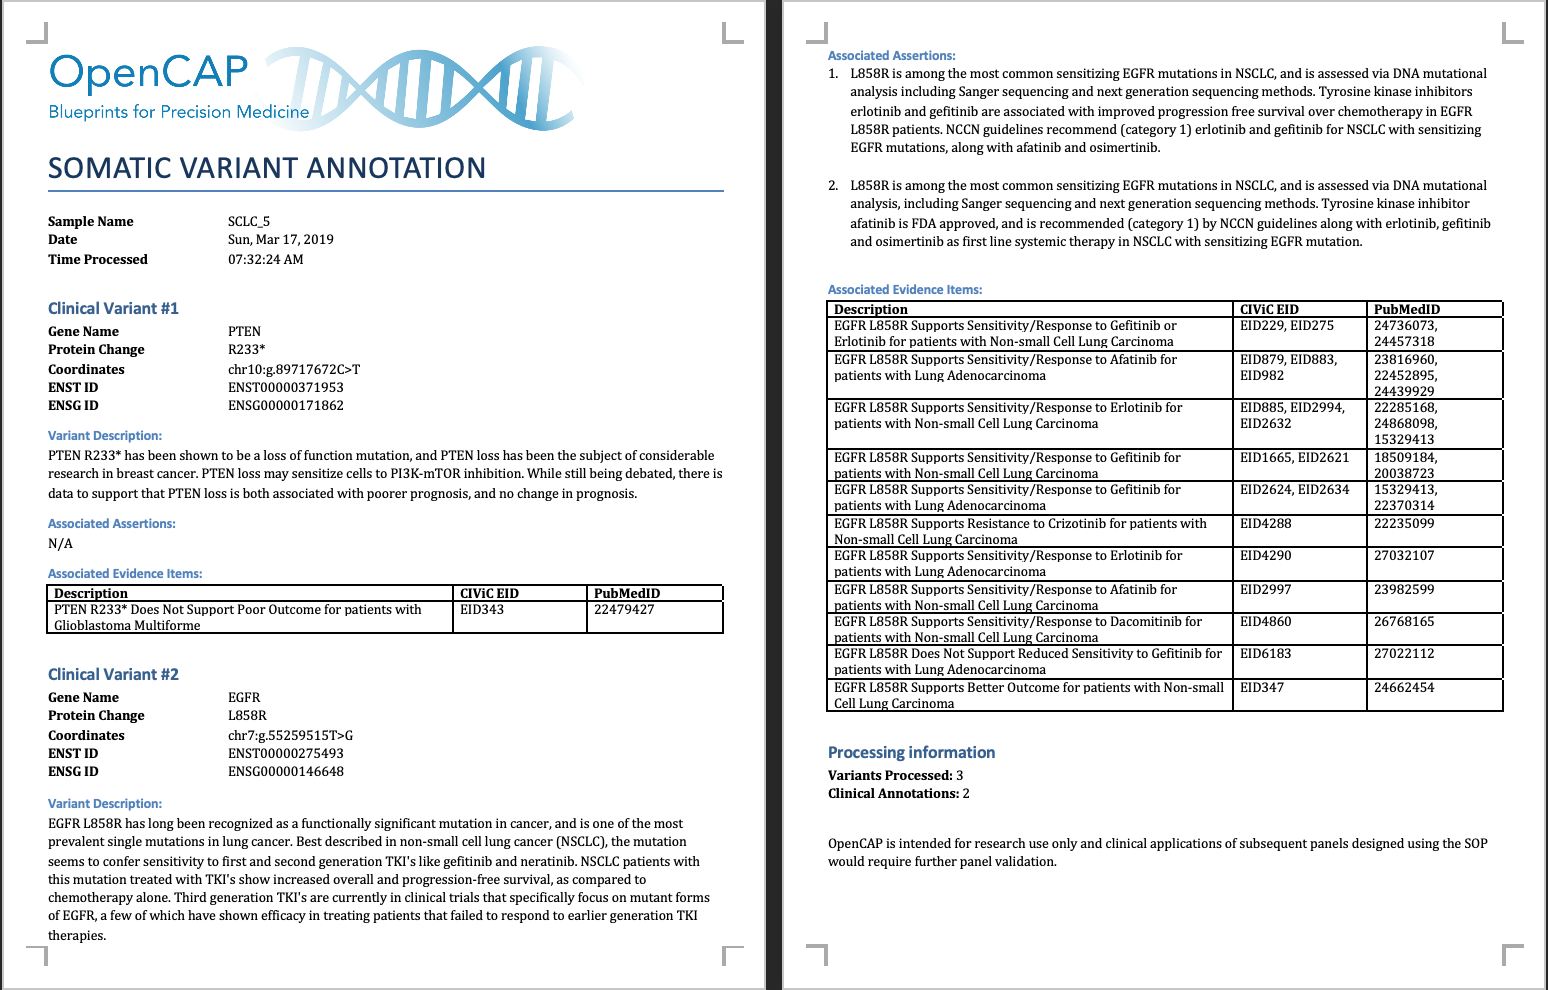 OpenCAP
Blueprints for Precision Medicine
SOMATIC VARIANT ANNOTATION
Sample Name SCLC_5
Date Sun, Mar 17, 2019
Time Processed 07:32:24 AM
Clinical Variant #1
Gene Name PTEN
Protein Change R233*
Coordinates chr10:g.89717672C>T
ENST ID ENST00000371953
ENSG ID ENSG00000171862
Variant Description:
PTEN R233* has been shown to be a loss of function mutation, and PTEN loss has been the subject of considerable
research in breast cancer. PTEN loss may sensitize cells to PI3K-mTOR inhibition. While still being debated, there is
data to support that PTEN loss is both associated with poorer prognosis, and no change in prognosis.
Associated Assertions:
N/A
Associated Evidence Items:
Description CIViC EID PubMedID
PTEN R233* Does Not Support Poor Outcome for patients with EID343 22479427
Glioblastoma Multiforme
Clinical Variant #2
Gene Name EGFR
Protein Change L858R
Coordinates chr7:g.55259515T>G
ENST ID ENST00000275493
ENSG ID ENSG00000146648
Variant Description:
EGFR L858R has long been recognized as a functionally significant mutation in cancer, and is one of the most
prevalent single mutations in lung cancer. Best described in non-small cell lung cancer (NSCLC), the mutation
seems to confer sensitivity to first and second generation TKI's like gefitinib and neratinib. NSCLC patients with
this mutation treated with TKI's show increased overall and progression-free survival, as compared to
chemotherapy alone. Third generation TKI's are currently in clinical trials that specifically focus on mutant forms
of EGFR, a few of which have shown efficacy in treating patients that failed to respond to earlier generation TKI
therapies.
Associated Assertions:
1. L858R is among the most common sensitizing EGFR mutations in NSCLC, and is assessed via DNA mutational
analysis including Sanger sequencing and next generation sequencing methods. Tyrosine kinase inhibitors
erlotinib and gefitinib are associated with improved progression free survival over chemotherapy in EGFR
L858R patients. NCCN guidelines recommend (category 1) erlotinib and gefitinib for NSCLC with sensitizing
EGFR mutations, along with afatinib and osimertinib.
2. L858R is among the most common sensitizing EGFR mutations in NSCLC, and is assessed via DNA mutational
analysis, including Sanger sequencing and next generation sequencing methods. Tyrosine kinase inhibitor
afatinib is FDA approved, and is recommended (category 1) by NCCN guidelines along with erlotinib, gefitinib
and osimertinib as first line systemic therapy in NSCLC with sensitizing EGFR mutation.
Associated Evidence Items:
Description CIViC EID PubMedID
EGFR L858R Supports Sensitivity/Response to Gefitinib or EID229, EID275 24736073,
Erlotinib for patients with Non-small Cell Lung Carcinoma 24457318
EGFR L858R Supports Sensitivity/Response to Afatinib for EID879, EID883, 23816960,
patients with Lung Adenocarcinoma EID982 22452895,
24439929
EGFR L858R Supports Sensitivity/Response to Erlotinib for EID885, EID2994, 22285168,
patients with Non-small Cell Lung Carcinoma EID2632 24868098,
15329413
EGFR L858R Supports Sensitivity/Response to Gefitinib for EID1665, EID2621 18509184,
patients with Non-small Cell Lung Carcinoma 20038723
EGFR L858R Supports Sensitivity/Response to Gefitinib for EID2624, EID2634 15329413,
patients with Lung Adenocarcinoma 22370314
EGFR L858R Supports Resistance to Crizotinib for patients with EID4288 22235099
Non-small Cell Lung Carcinoma
EGFR L858R Supports Sensitivity/Response to Erlotinib for EID4290 27032107
patients with Lung Adenocarcinoma
EGFR L858R Supports Sensitivity/Response to Afatinib for EID2997 23982599
patients with Non-small Cell Lung Carcinoma
EGFR L858R Supports Sensitivity/Response to Dacomitinib for EID4860 26768165
patients with Non-small Cell Lung Carcinoma
EGFR L858R Does Not Support Reduced Sensitivity to Gefitinib for EID6183 27022112
patients with Lung Adenocarcinoma
EGFR L858R Supports Better Outcome for patients with Non-small EID347 24662454
Cell Lung Carcinoma
Processing information
Variants Processed: 3
Clinical Annotations: 2
OpenCAP is intended for research use only and clinical applications of subsequent panels designed using the SOP
would require further panel validation.